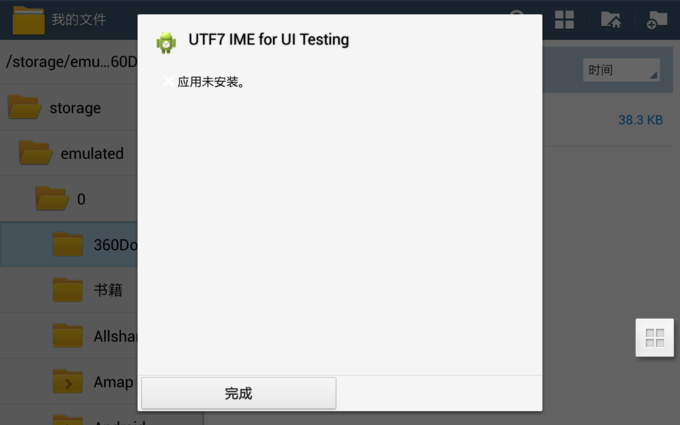 我的文件
UTF7 IME for UI Testing
应用未安装。
/storage/emu...60D
时间
38.3 KB
storage
emulated
0
360Do
书籍
Allsha
Amap
完成